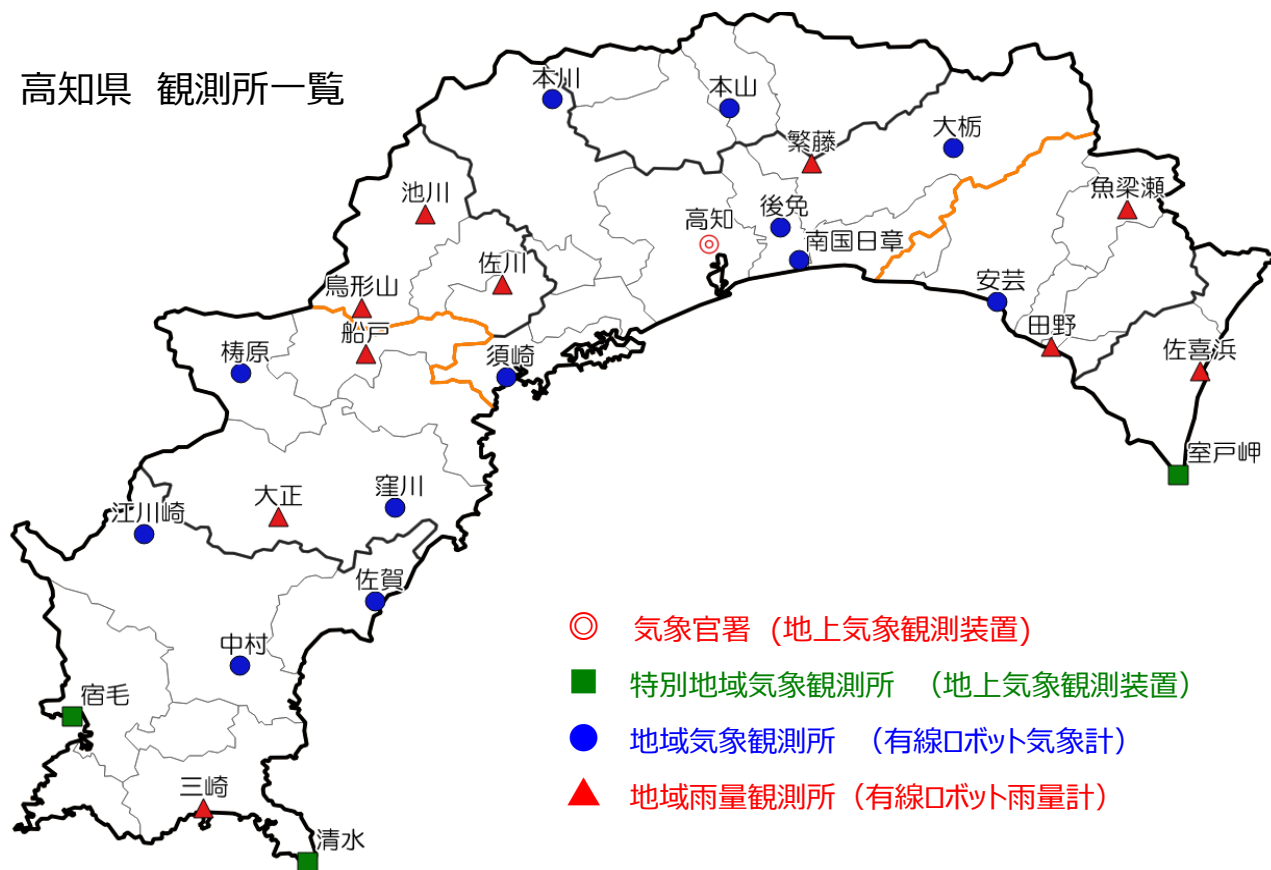 高知県 観測所一覧
本川
本山
大栃
繁藤
魚梁瀬
池川
後免
高知
南国日章
佐川
鳥形山
安芸
船戸
田野
梼原
須崎
佐喜浜
室戸岬
大正
窪川
江川崎
佐賀
中村
宿毛
三崎
清水
◎ 気象官署 (地上気象観測装置)
■ 特別地域気象観測所 （地上気象観測装置）
● 地域気象観測所 （有線ロボット気象計）
▲ 地域雨量観測所（有線ロボット雨量計）